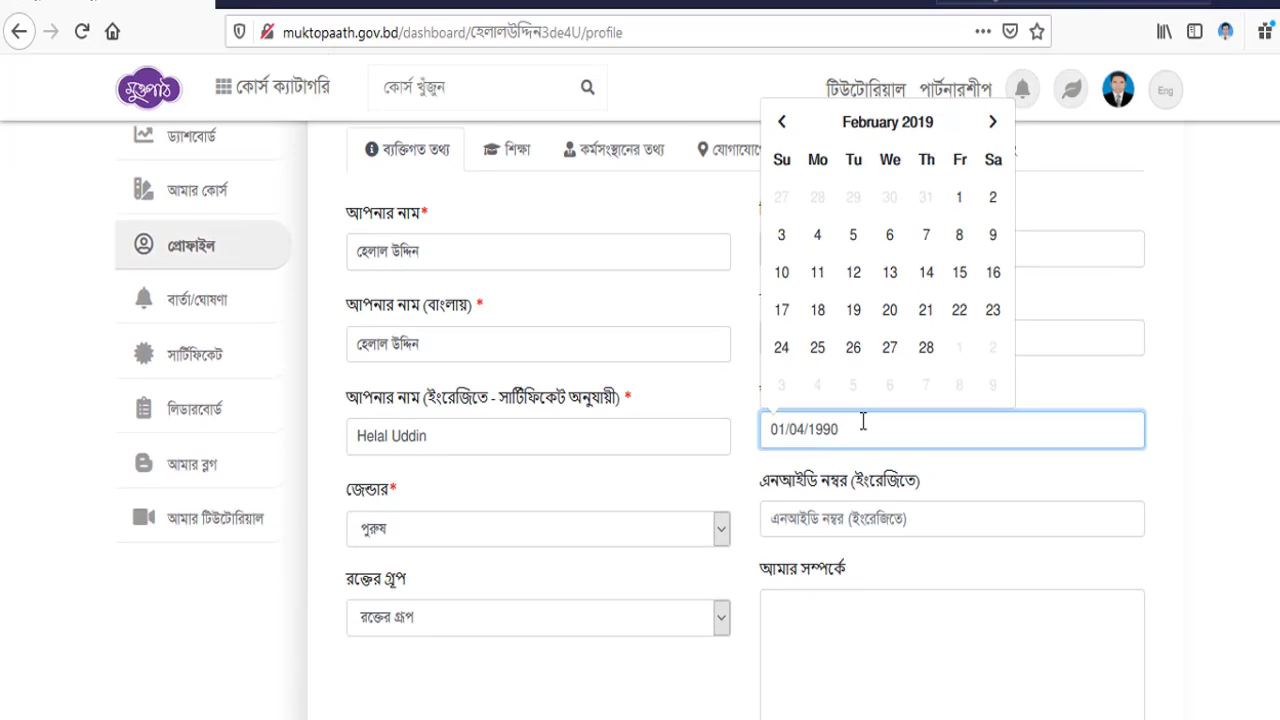 muktopaath.gov.bd/dashboard/হেলালউদ্দিন3de4U/profile
মুক্তপাঠ
কোর্স ক্যাটাগরি
কোর্স খুঁজুন
টিউটোরিয়াল
পার্টনারশীপ
Eng
ড্যাশবোর্ড
আমার কোর্স
প্রোফাইল
বার্তা/ঘোষণা
সার্টিফিকেট
লিডারবোর্ড
আমার ব্লগ
আমার টিউটোরিয়াল
ব্যক্তিগত তথ্য
শিক্ষা
কর্মসংস্থানের তথ্য
আপনার নাম*
হেলাল উদ্দিন
আপনার নাম (বাংলায়) *
হেলাল উদ্দিন
আপনার নাম (ইংরেজিতে - সার্টিফিকেট অনুযায়ী) *
Helal Uddin
জেন্ডার*
পুরুষ
রক্তের গ্রূপ
রক্তের গ্রূপ
February 2019
Su Mo Tu We Th Fr Sa
27 28 29 30 31 1 2
3 4 5 6 7 8 9
10 11 12 13 14 15 16
17 18 19 20 21 22 23
24 25 26 27 28 1 2
3 4 5 6 7 8 9
01/04/1990
এনআইডি নম্বর (ইংরেজিতে)
এনআইডি নম্বর (ইংরেজিতে)
আমার সম্পর্কে